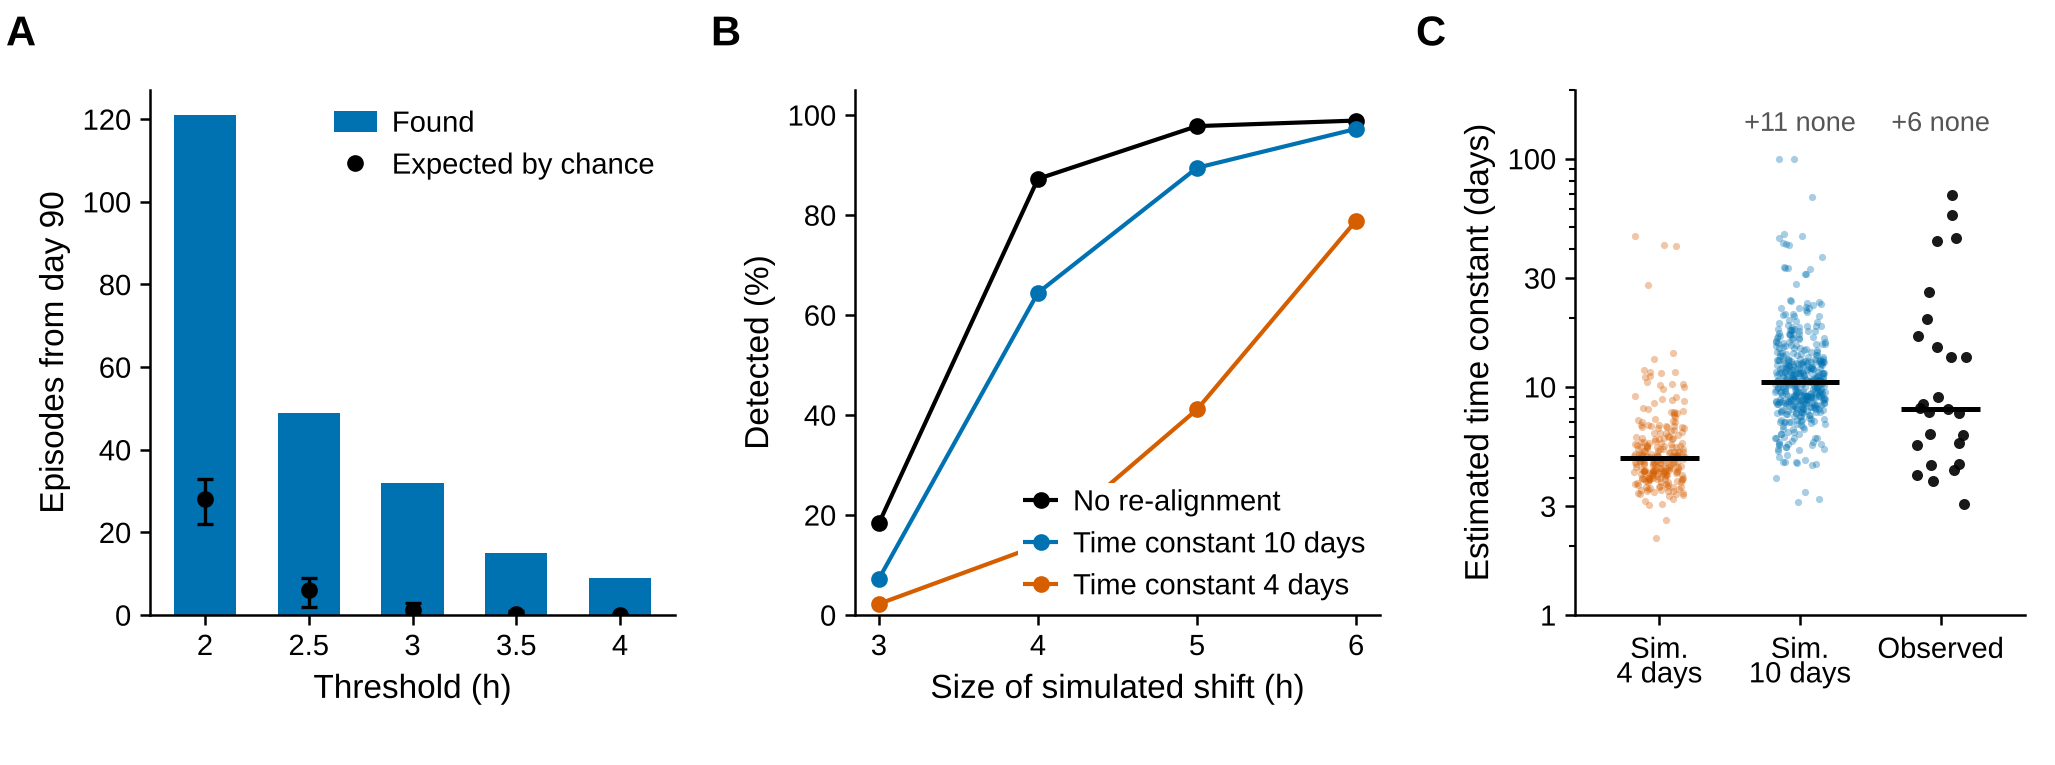 A
Episodes from day 90
120
100
80
60
40
20
0
Found
Expected by chance
2
2.5
3
3.5
4
Threshold (h)
B
Detected (%)
100
80
60
40
20
0
No re-alignment
Time constant 10 days
Time constant 4 days
3
4
5
6
Size of simulated shift (h)
C
Estimated time constant (days)
100
30
10
3
1
+11 none
+6 none
Sim.
4 days
Sim.
10 days
Observed